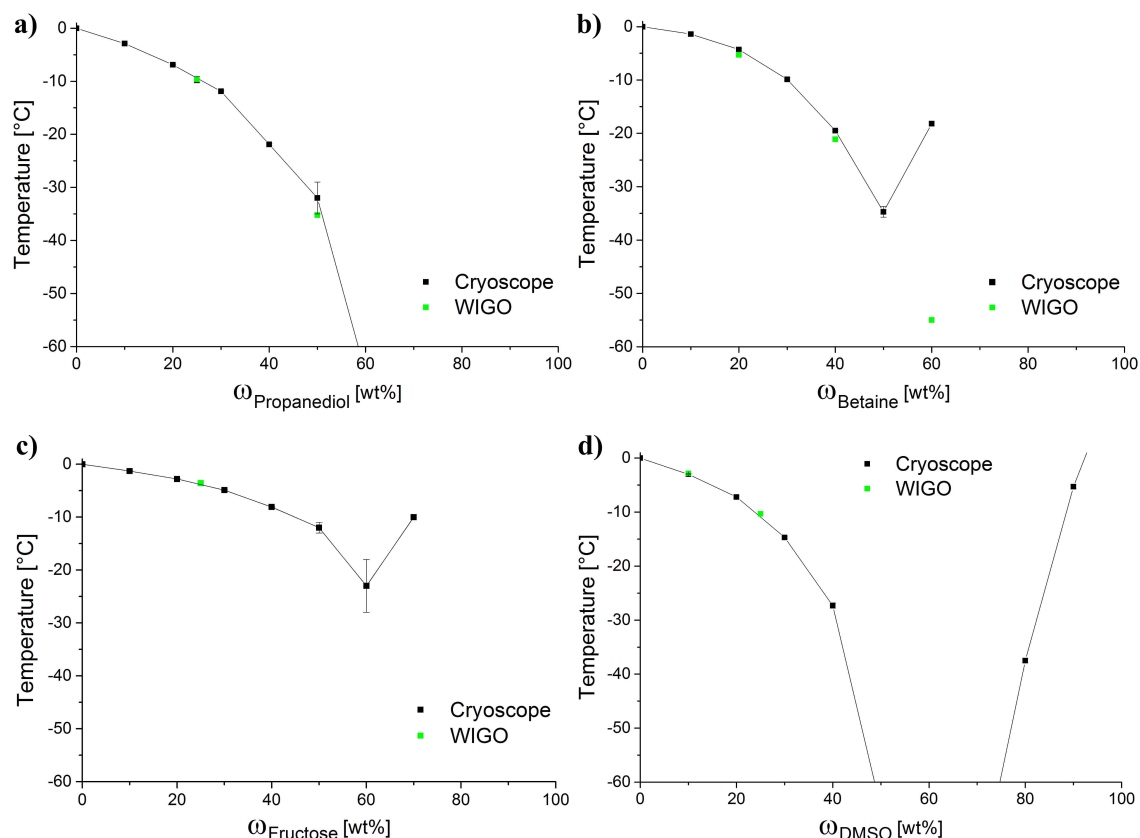 a)
0
-10
-20
-30
-40
-50
-60
Temperature [°C]
Cryoscope
WIGO
0 20 40 60 80 100
ωPropanediol [wt%]
b)
0
-10
-20
-30
-40
-50
-60
Temperature [°C]
Cryoscope
WIGO
0 20 40 60 80 100
ωBetaine [wt%]
c)
0
-10
-20
-30
-40
-50
-60
Temperature [°C]
Cryoscope
WIGO
0 20 40 60 80 100
ωFructose [wt%]
d)
0
-10
-20
-30
-40
-50
-60
Temperature [°C]
Cryoscope
WIGO
0 20 40 60 80 100
ωDMSO [wt%]